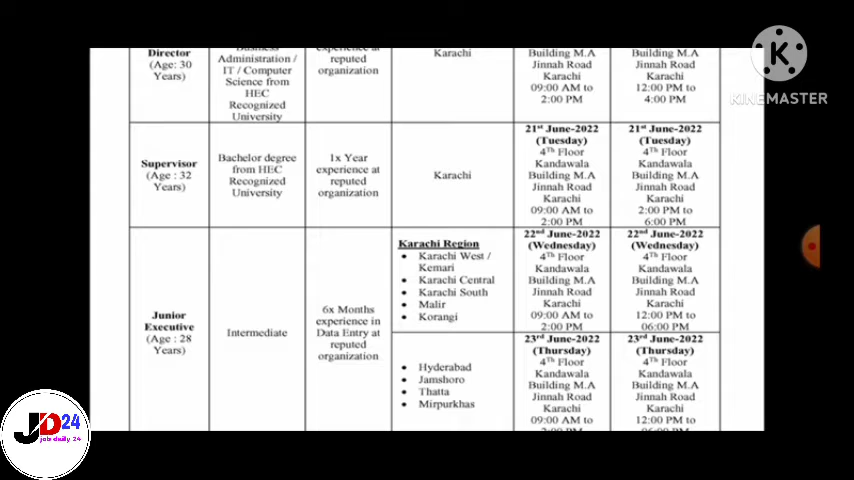 Director
(Age: 30
Years)
Business
Administration /
IT / Computer
Science from
HEC
Recognized
University
experience at
reputed
organization
Karachi
Building M.A
Jinnah Road
Karachi
09:00 AM to
2:00 PM
Building M.A
Jinnah Road
Karachi
12:00 PM to
4:00 PM
Supervisor
(Age : 32
Years)
Bachelor degree
from HEC
Recognized
University
1x Year
experience at
reputed
organization
Karachi
21st June-2022
(Tuesday)
4Th Floor
Kandawala
Building M.A
Jinnah Road
Karachi
09:00 AM to
2:00 PM
21st June-2022
(Tuesday)
4Th Floor
Kandawala
Building M.A
Jinnah Road
Karachi
2:00 PM to
6:00 PM
Junior
Executive
(Age : 28
Years)
Intermediate
6x Months
experience in
Data Entry at
reputed
organization
Karachi Region
• Karachi West /
Kemari
• Karachi Central
• Karachi South
• Malir
• Korangi
22nd June-2022
(Wednesday)
4Th Floor
Kandawala
Building M.A
Jinnah Road
Karachi
09:00 AM to
2:00 PM
22nd June-2022
(Wednesday)
4Th Floor
Kandawala
Building M.A
Jinnah Road
Karachi
12:00 PM to
06:00 PM
• Hyderabad
• Jamshoro
• Thatta
• Mirpurkhas
23rd June-2022
(Thursday)
4Th Floor
Kandawala
Building M.A
Jinnah Road
Karachi
09:00 AM to
2:00 PM
23rd June-2022
(Thursday)
4Th Floor
Kandawala
Building M.A
Jinnah Road
Karachi
12:00 PM to
06:00 PM
KINEMASTER
JD24
job daily 24